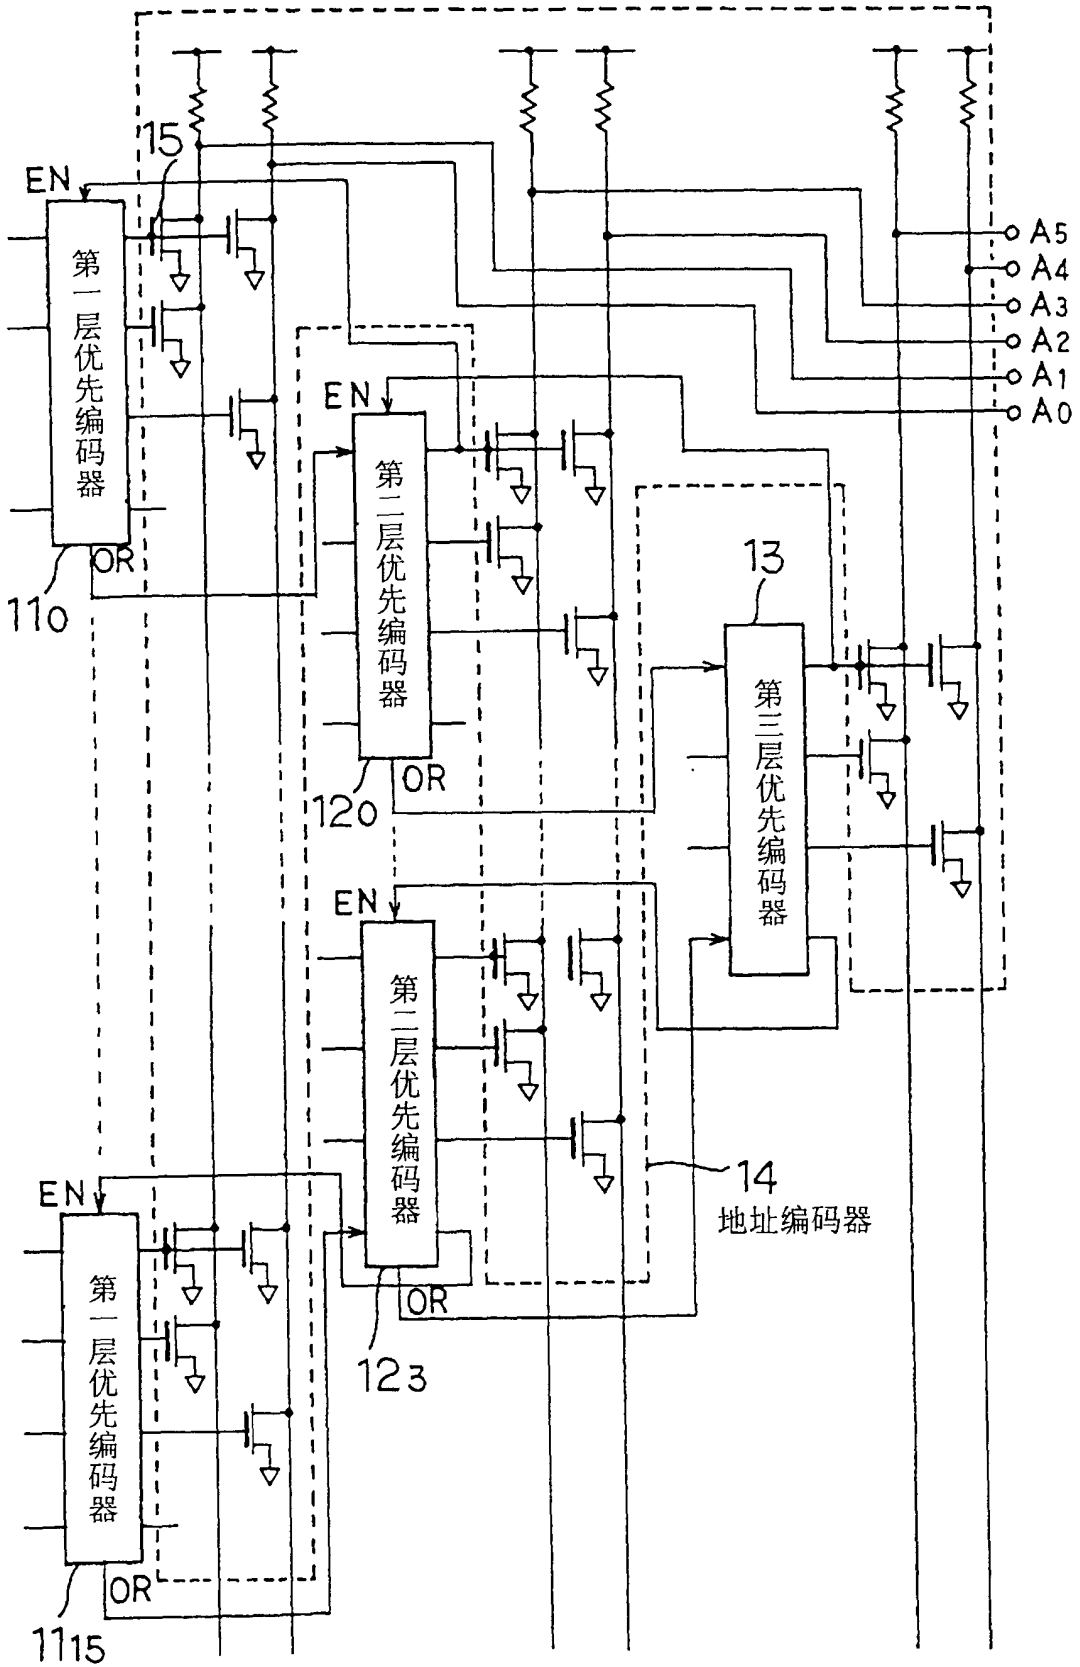 15
EN
第一层优先编码器
OR
110
A5
A4
A3
A2
A1
A0
EN
第二层优先编码器
OR
120
13
第三层优先编码器
EN
第二层优先编码器
OR
123
14
地址编码器
EN
第一层优先编码器
OR
1115